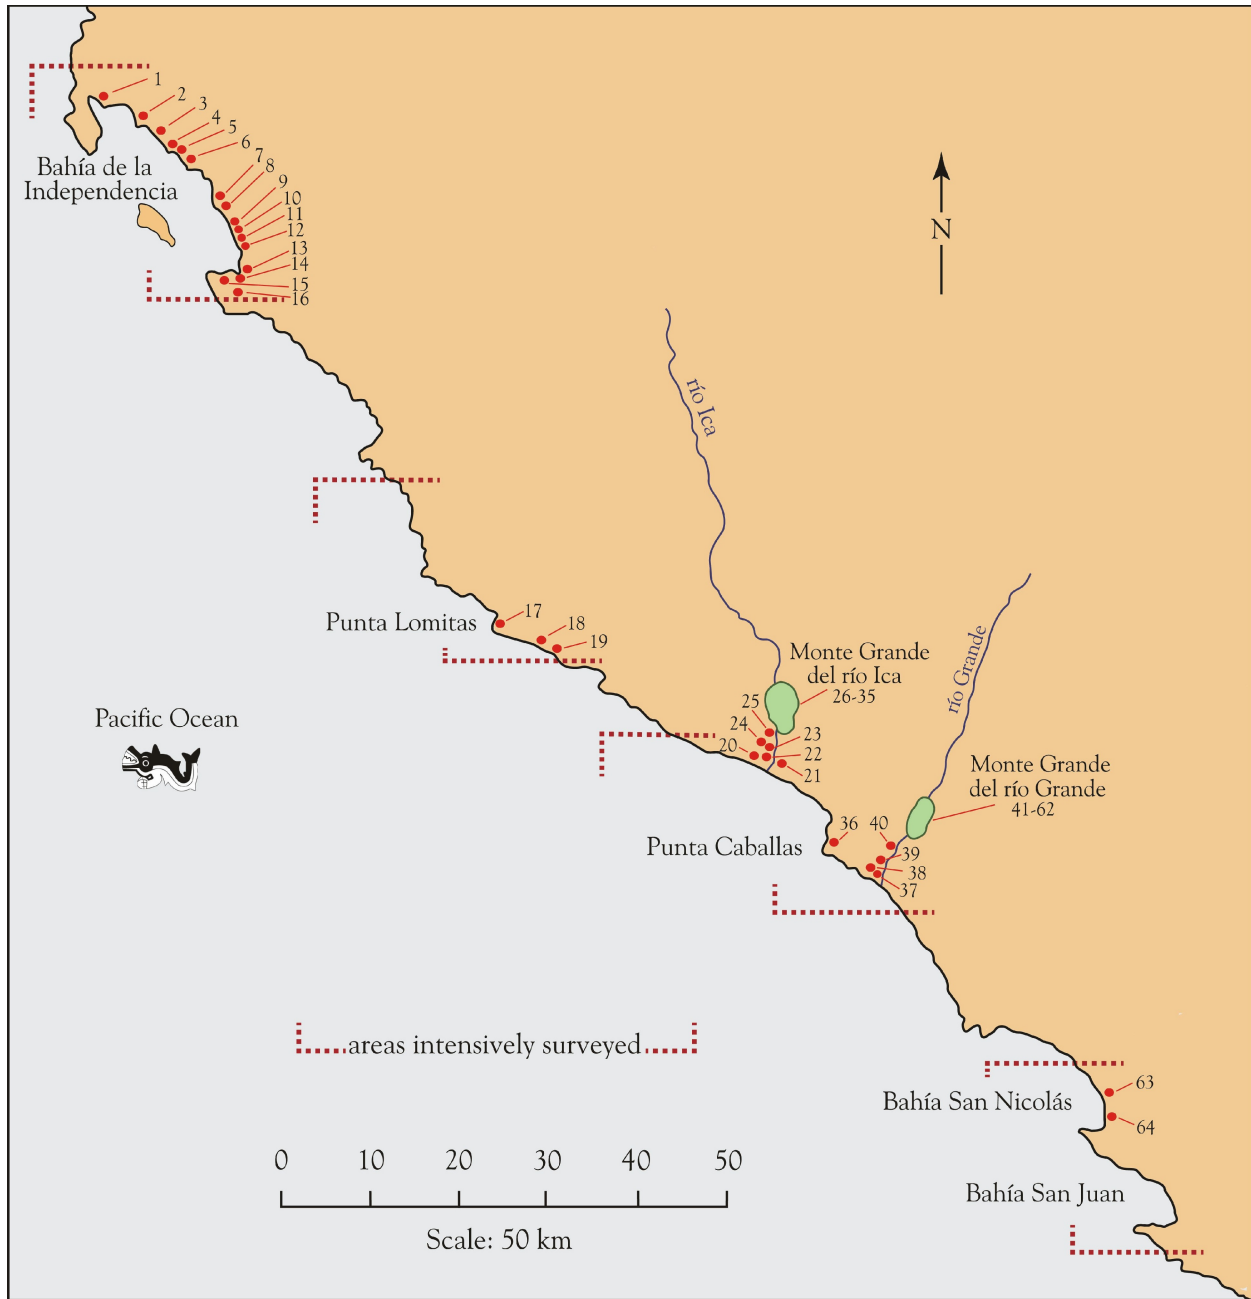 1
2
3
4
5
6
7
8
9
10
11
12
13
14
15
16
Bahía de la
Independencia
N
río Ica
17
Punta Lomitas
18
19
Monte Grande
del río Ica
26-35
río Grande
25
24
23
20
22
21
Pacific Ocean
Monte Grande
del río Grande
41-62
36
40
Punta Caballas
39
38
37
areas intensively surveyed
63
Bahía San Nicolás
64
0 10 20 30 40 50
Scale: 50 km
Bahía San Juan